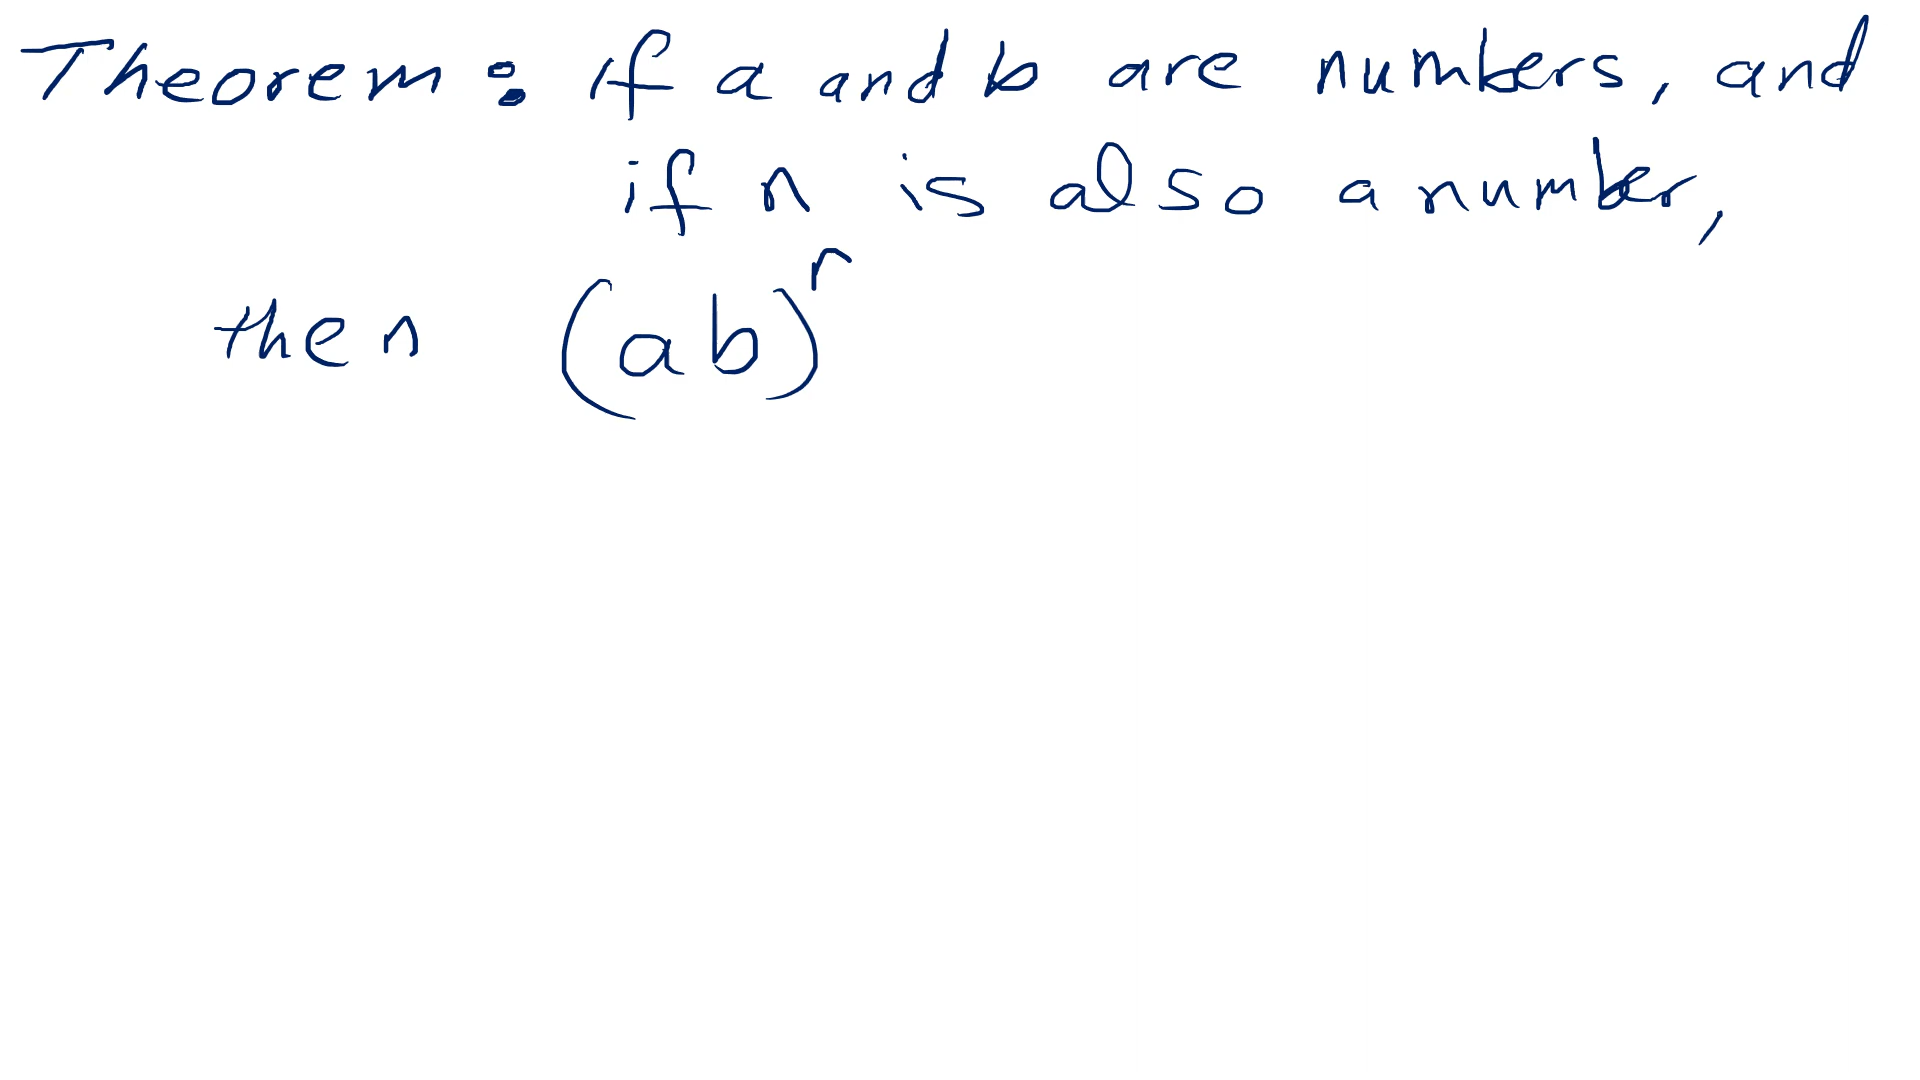 Theorem: if a and b are numbers, and
if n is also a number,
then (ab)^r